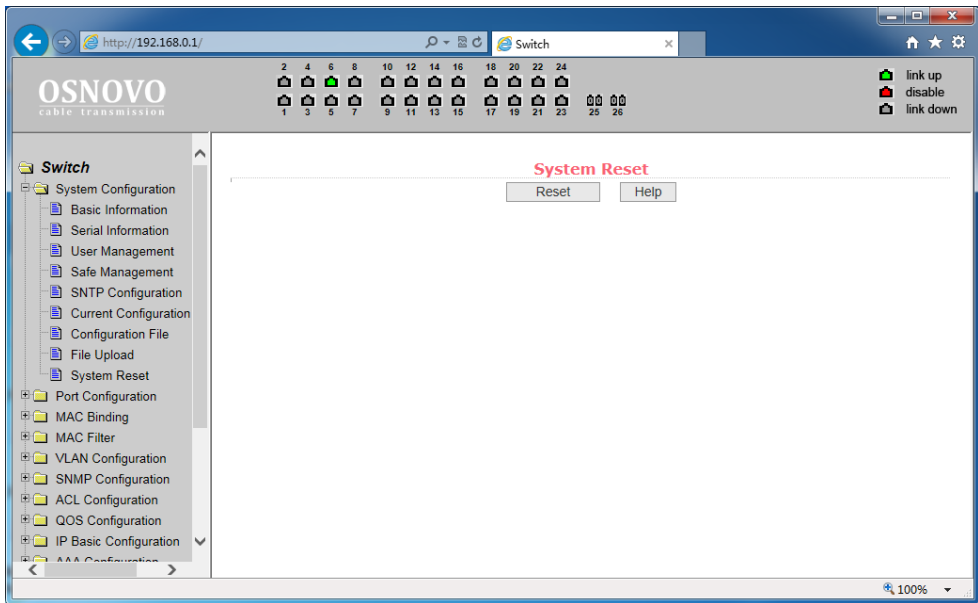 http://192.168.0.1/
Switch
OSNOVO
cable transmission
2 4 6 8 10 12 14 16 18 20 22 24
1 3 5 7 9 11 13 15 17 19 21 23 25 26
link up
disable
link down
Switch
System Configuration
Basic Information
Serial Information
User Management
Safe Management
SNTP Configuration
Current Configuration
Configuration File
File Upload
System Reset
Port Configuration
MAC Binding
MAC Filter
VLAN Configuration
SNMP Configuration
ACL Configuration
QOS Configuration
IP Basic Configuration
AAA Configuration
System Reset
Reset Help
100%